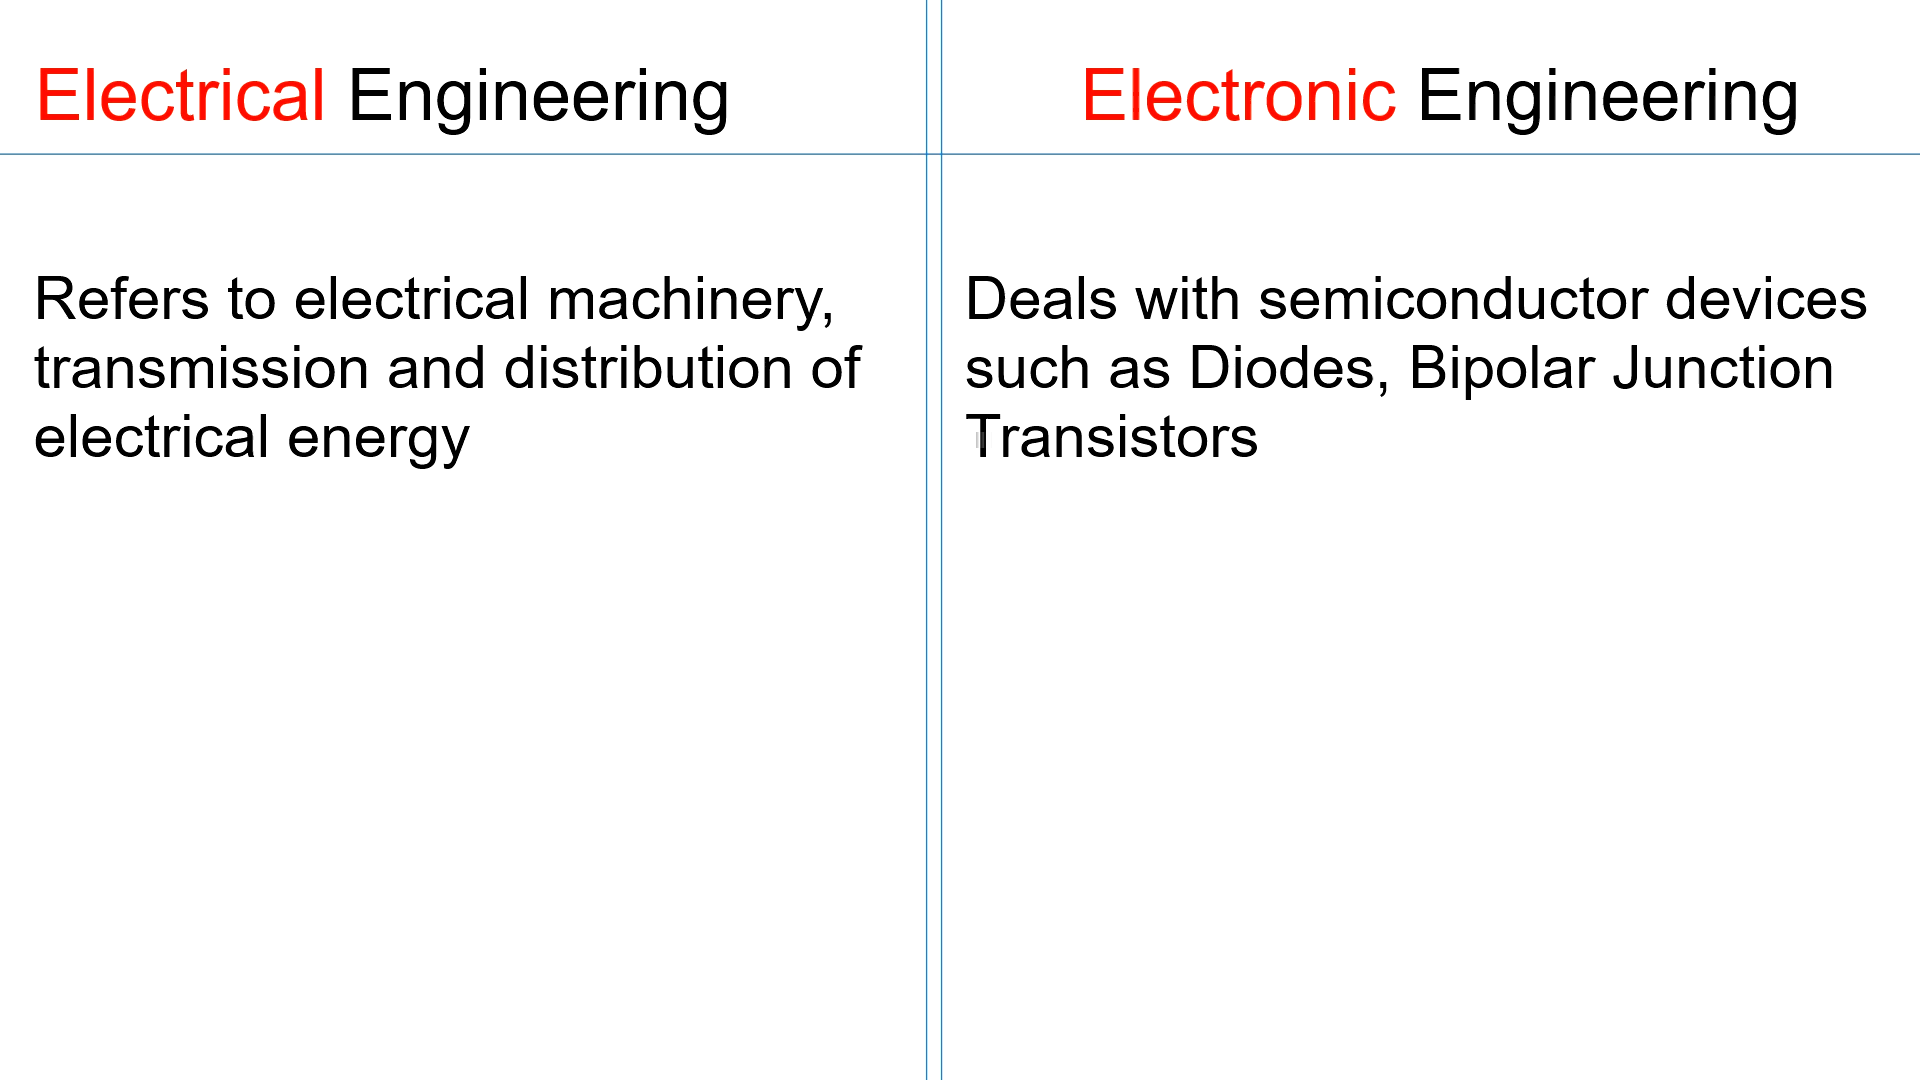 Electrical Engineering
Refers to electrical machinery,
transmission and distribution of
electrical energy
Electronic Engineering
Deals with semiconductor devices
such as Diodes, Bipolar Junction
Transistors